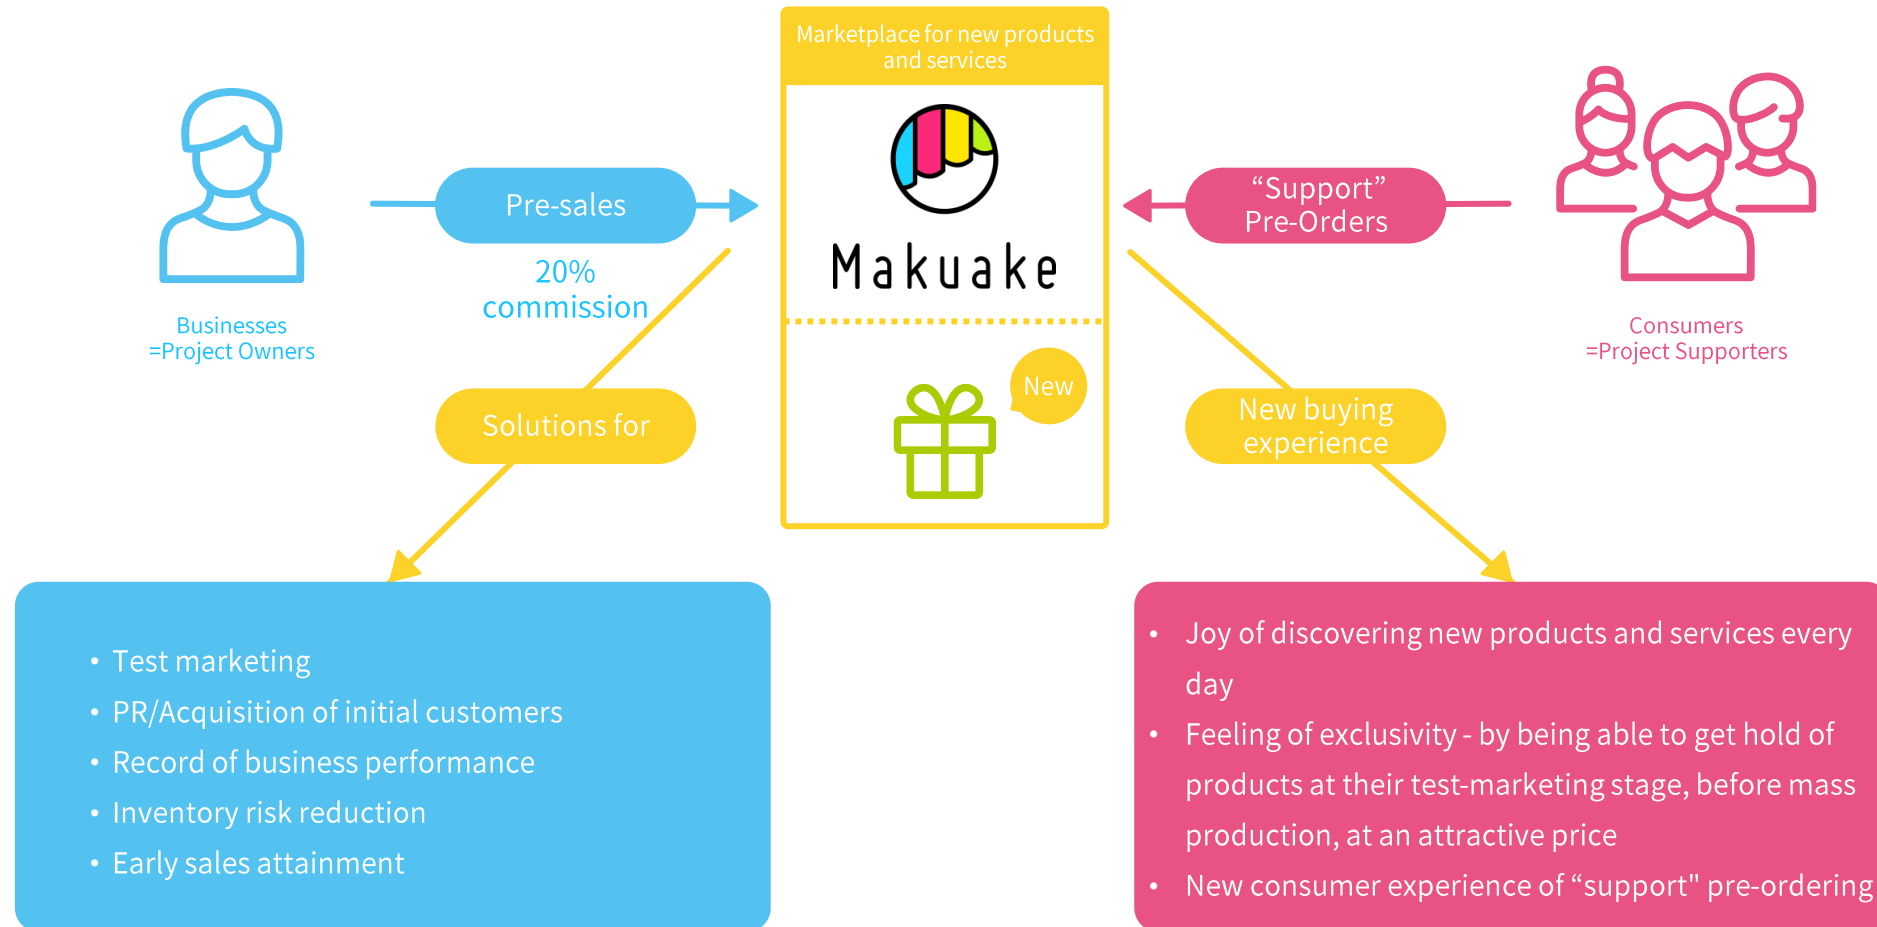 Marketplace for new products
and services
Makuake
New
Pre-sales
20%
commission
Businesses
=Project Owners
“Support”
Pre-Orders
Consumers
=Project Supporters
Solutions for
New buying
experience
• Test marketing
• PR/Acquisition of initial customers
• Record of business performance
• Inventory risk reduction
• Early sales attainment
• Joy of discovering new products and services every
day
• Feeling of exclusivity - by being able to get hold of
products at their test-marketing stage, before mass
production, at an attractive price
• New consumer experience of “support" pre-ordering